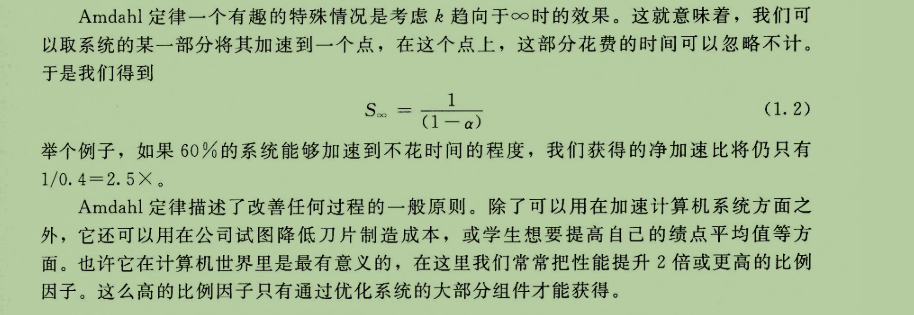 Amdahl 定律一个有趣的特殊情况是考虑 k 趋向于∞时的效果。这就意味着，我们可
以取系统的某一部分将其加速到一个点，在这个点上，这部分花费的时间可以忽略不计。
于是我们得到
S∞ = 1/(1−α) (1.2)
举个例子，如果 60%的系统能够加速到不花时间的程度，我们获得的净加速比将仍只有
1/0.4=2.5×。
Amdahl 定律描述了改善任何过程的一般原则。除了可以用在加速计算机系统方面之
外，它还可以用在公司试图降低刀片制造成本，或学生想要提高自己的绩点平均值等方
面。也许它在计算机世界里是最有意义的，在这里我们常常把性能提升 2 倍或更高的比例
因子。这么高的比例因子只有通过优化系统的大部分组件才能获得。